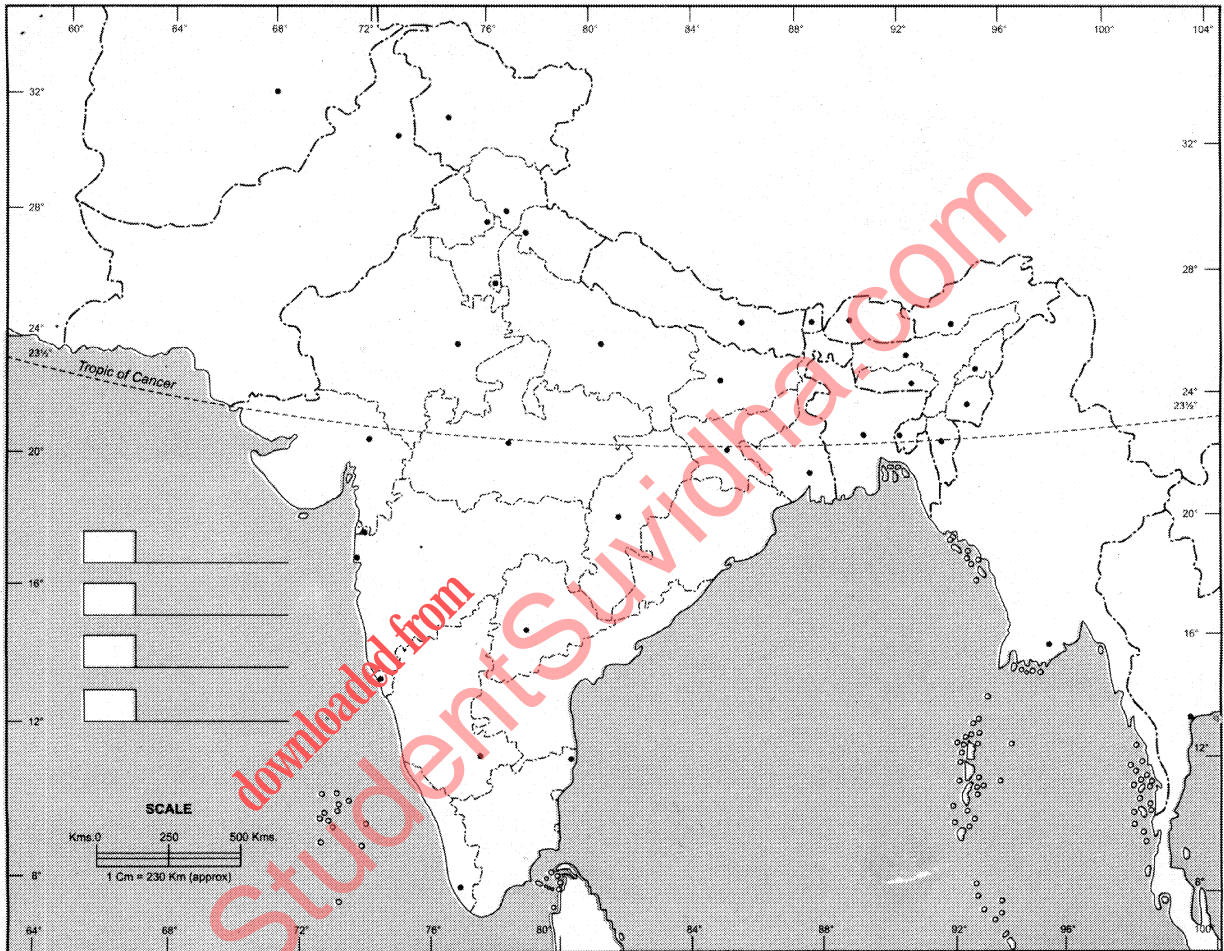 60° 64° 68° 72° 76° 80° 84° 88° 92° 96° 100° 104°
32°
32°
28°
28°
24°
23½°
Tropic of Cancer
24°
23½°
20°
20°
16°
16°
12°
12°
8°
8°
SCALE
Kms.0 250 500 Kms.
1 Cm = 230 Km (approx)
64° 68° 72° 76° 80° 84° 88° 92° 96° 100°
downloaded from
StudentSuvidha.com